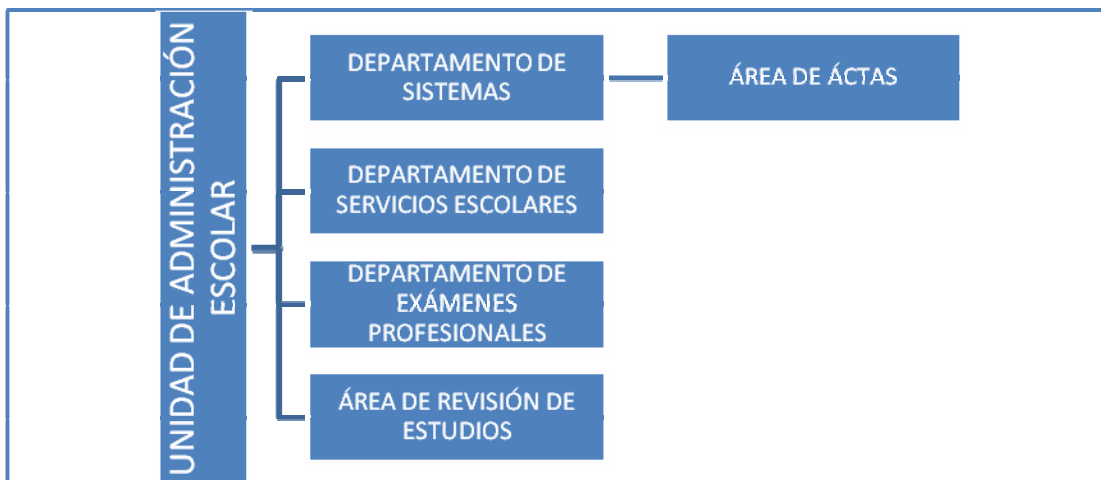 UNIDAD DE ADMINISTRACIÓN
ESCOLAR
DEPARTAMENTO DE
SISTEMAS
ÁREA DE ÁCTAS
DEPARTAMENTO DE
SERVICIOS ESCOLARES
DEPARTAMENTO DE
EXÁMENES
PROFESIONALES
ÁREA DE REVISIÓN DE
ESTUDIOS